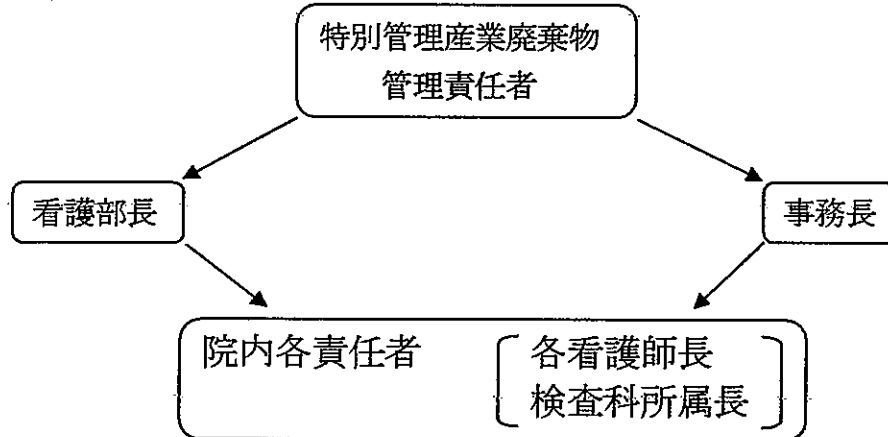 特別管理産業廃棄物
管理責任者
看護部長
事務長
院内各責任者
各看護師長
検査科所属長